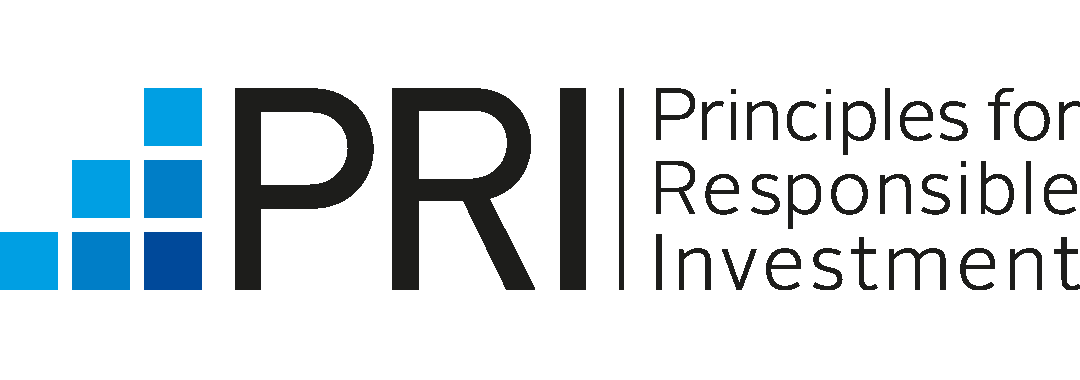 PRI
Principles for
Responsible
Investment